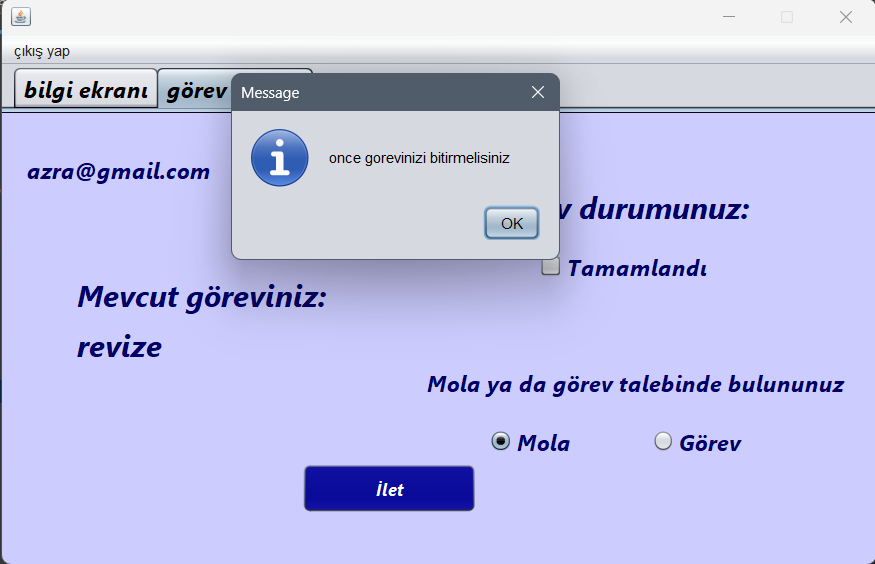 çıkış yap
bilgi ekranı
görev
Message
once gorevinizi bitirmelisiniz
OK
azra@gmail.com
durumunuz:
Tamamlandı
Mevcut göreviniz:
revize
Mola ya da görev talebinde bulununuz
Mola
Görev
İlet